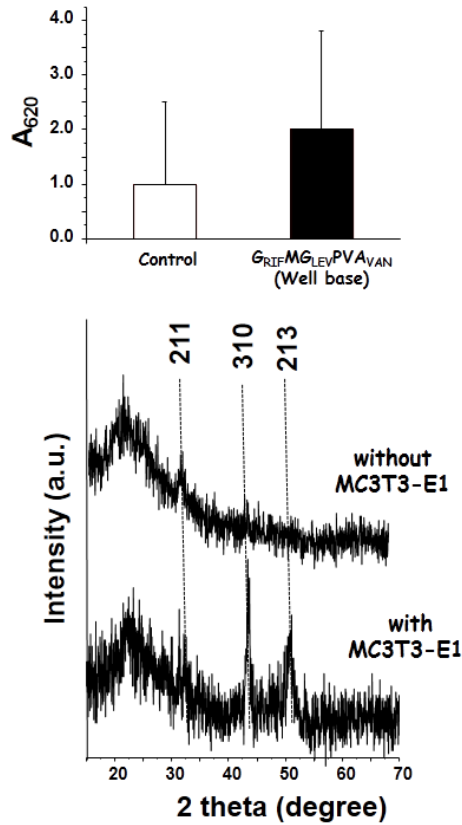 4.0
3.0
2.0
1.0
0.0
A620
Control
GRIFMGLEVPVAVAN
(Well base)
211
310
213
without
MC3T3-E1
with
MC3T3-E1
Intensity (a.u.)
20 30 40 50 60 70
2 theta (degree)